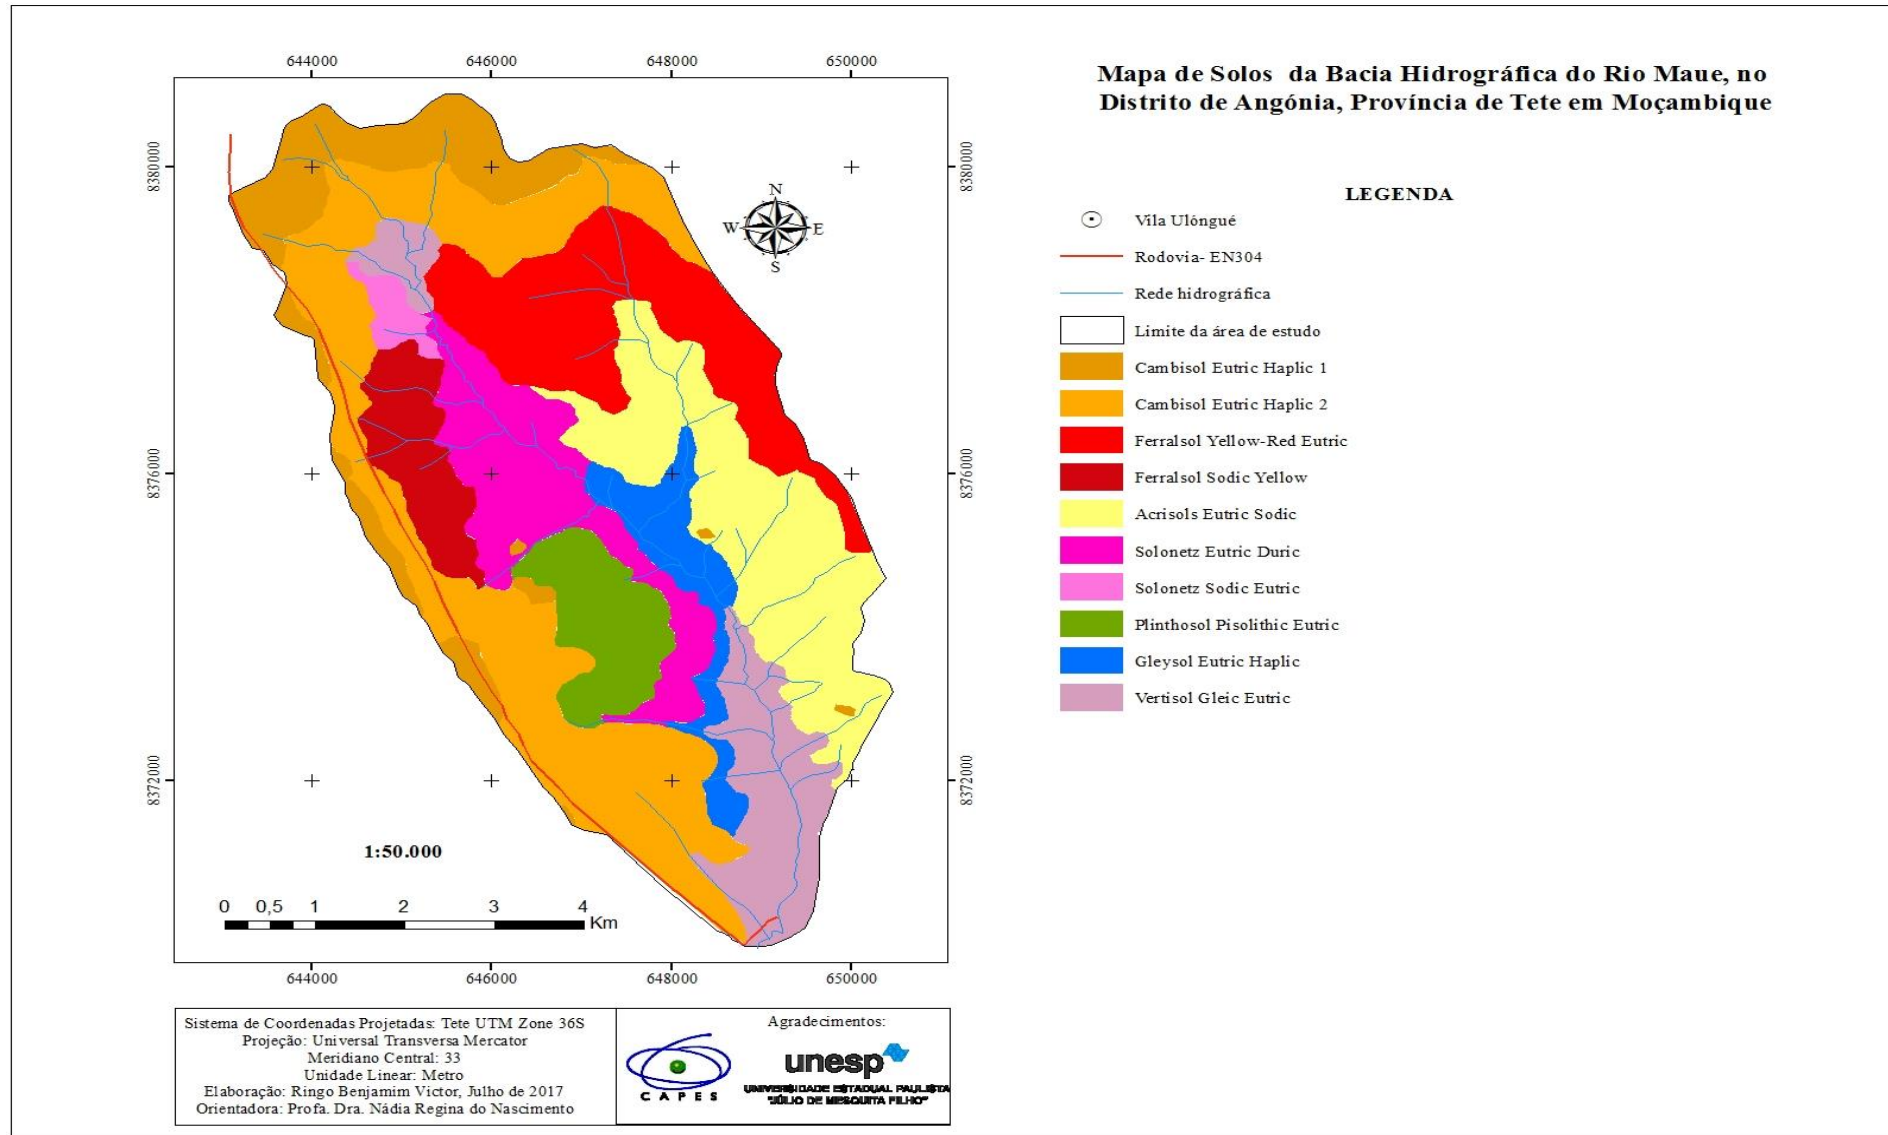 644000 646000 648000 650000
Mapa de Solos da Bacia Hidrográfica do Rio Maue, no
Distrito de Angónia, Província de Tete em Moçambique
8380000
8380000
LEGENDA
N
W E
S
Vila Ulóngué
Rodovia- EN304
Rede hidrográfica
Limite da área de estudo
Cambisol Eutric Haplic 1
Cambisol Eutric Haplic 2
Ferralsol Yellow-Red Eutric
Ferralsol Sodic Yellow
Acrisols Eutric Sodic
Solonetz Eutric Duric
Solonetz Sodic Eutric
Plinthosol Pisolithic Eutric
Gleysol Eutric Haplic
Vertisol Gleic Eutric
8376000
8376000
8372000
8372000
1:50.000
0 0,5 1 2 3 4
Km
644000 646000 648000 650000
Sistema de Coordenadas Projetadas: Tete UTM Zone 36S
Projeção: Universal Transversa Mercator
Meridiano Central: 33
Unidade Linear: Metro
Elaboração: Ringo Benjamim Victor, Julho de 2017
Orientadora: Profa. Dra. Nádia Regina do Nascimento
CAPES
Agradecimentos:
unesp
UNIVERSIDADE ESTADUAL PAULISTA
"JÚLIO DE MESQUITA FILHO"